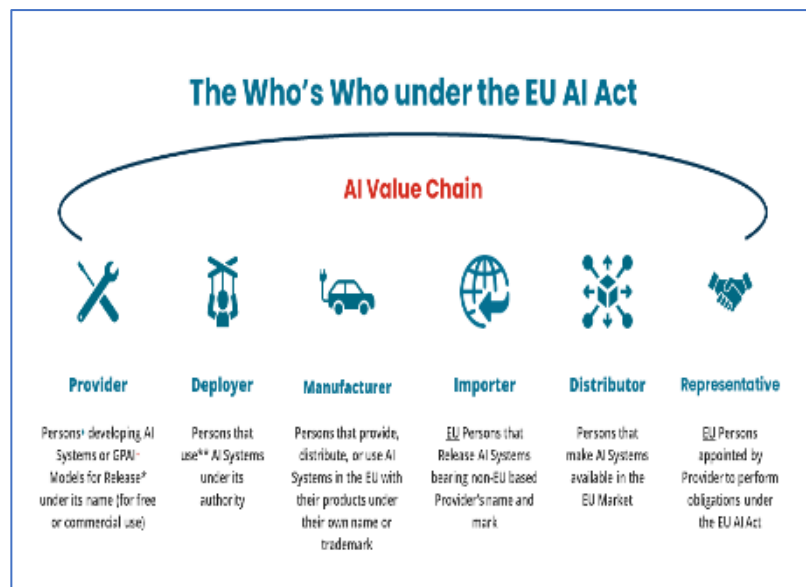 The Who's Who under the EU AI Act
AI Value Chain
Provider
Persons+ developing AI
Systems or GPAI-
Models for Release*
under its name (for free
or commercial use)
Deployer
Persons that
use** AI Systems
under its
authority
Manufacturer
Persons that provide,
distribute, or use AI
Systems in the EU with
their products under
their own name or
trademark
Importer
EU Persons that
Release AI Systems
bearing non-EU based
Provider's name and
mark
Distributor
Persons that
make AI Systems
available in the
EU Market
Representative
EU Persons
appointed by
Provider to perform
obligations under
the EU AI Act